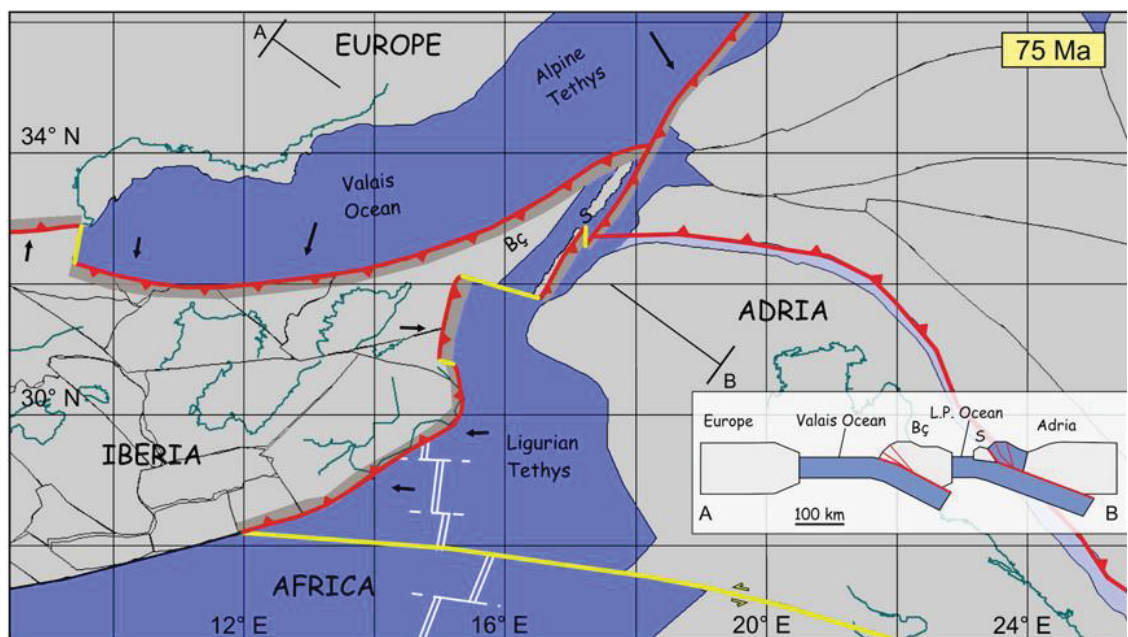 A
EUROPE
75 Ma
Alpine
Tethys
34° N
Valais
Ocean
S
Bç
ADRIA
B
30° N
IBERIA
Ligurian
Tethys
Europe
Valais Ocean
L.P. Ocean
Bç
S
Adria
A
100 km
B
AFRICA
12° E
16° E
20° E
24° E